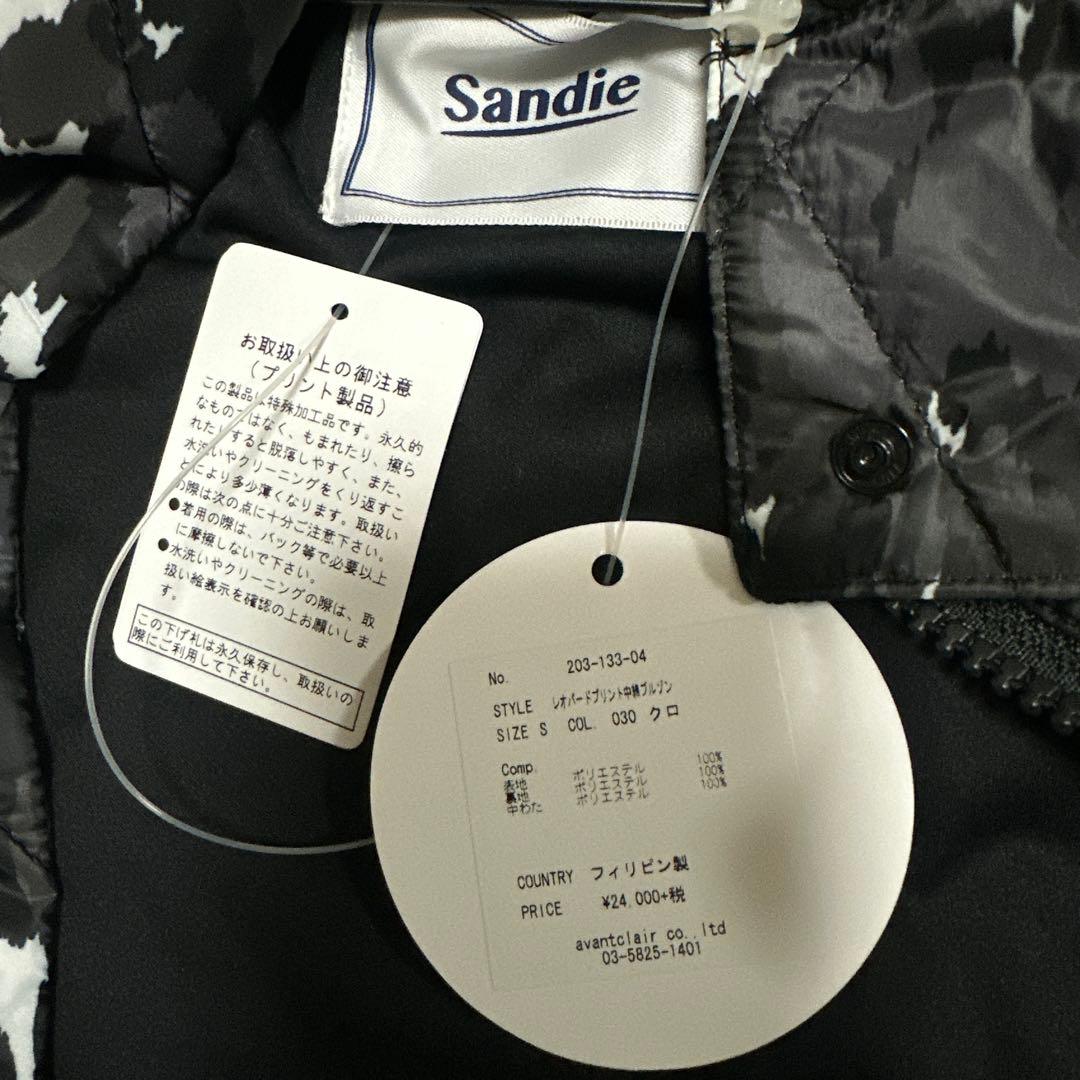 Sandie
お取扱い上の御注意
(プリント製品)
この製品は特殊加工品です。永久的
なものではなく、もまれたり、擦ら
れたりすると脱落しやすく、また、
水洗いやクリーニングをくり返すこ
とにより多少薄くなります。取扱い
の際は次の点に十分ご注意下さい。
●着用の際は、バック等で必要以上
に摩擦しないで下さい。
●水洗いやクリーニングの際は、取
扱い絵表示を確認の上お願いしま
す。
この下げ札は永久保存し、取扱いの
際にご利用して下さい。
No. 203-133-04
STYLE レオパードプリント中綿ブルゾン
SIZE S COL. 030 クロ
Comp.
表地 ポリエステル 100%
裏地 ポリエステル 100%
中わた ポリエステル 100%
COUNTRY フィリピン製
PRICE ¥24,000+税
avantclair co.,ltd
03-5825-1401